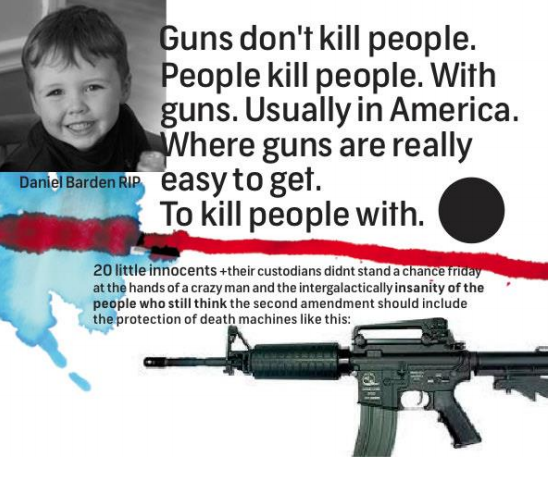 Guns don't kill people.
People kill people. With
guns. Usually in America.
Where guns are really
easy to get.
To kill people with.
Daniel Barden RIP
20 little innocents +their custodians didnt stand a chance friday
at the hands of a crazy man and the intergalactically insanity of the
people who still think the second amendment should include
the protection of death machines like this: